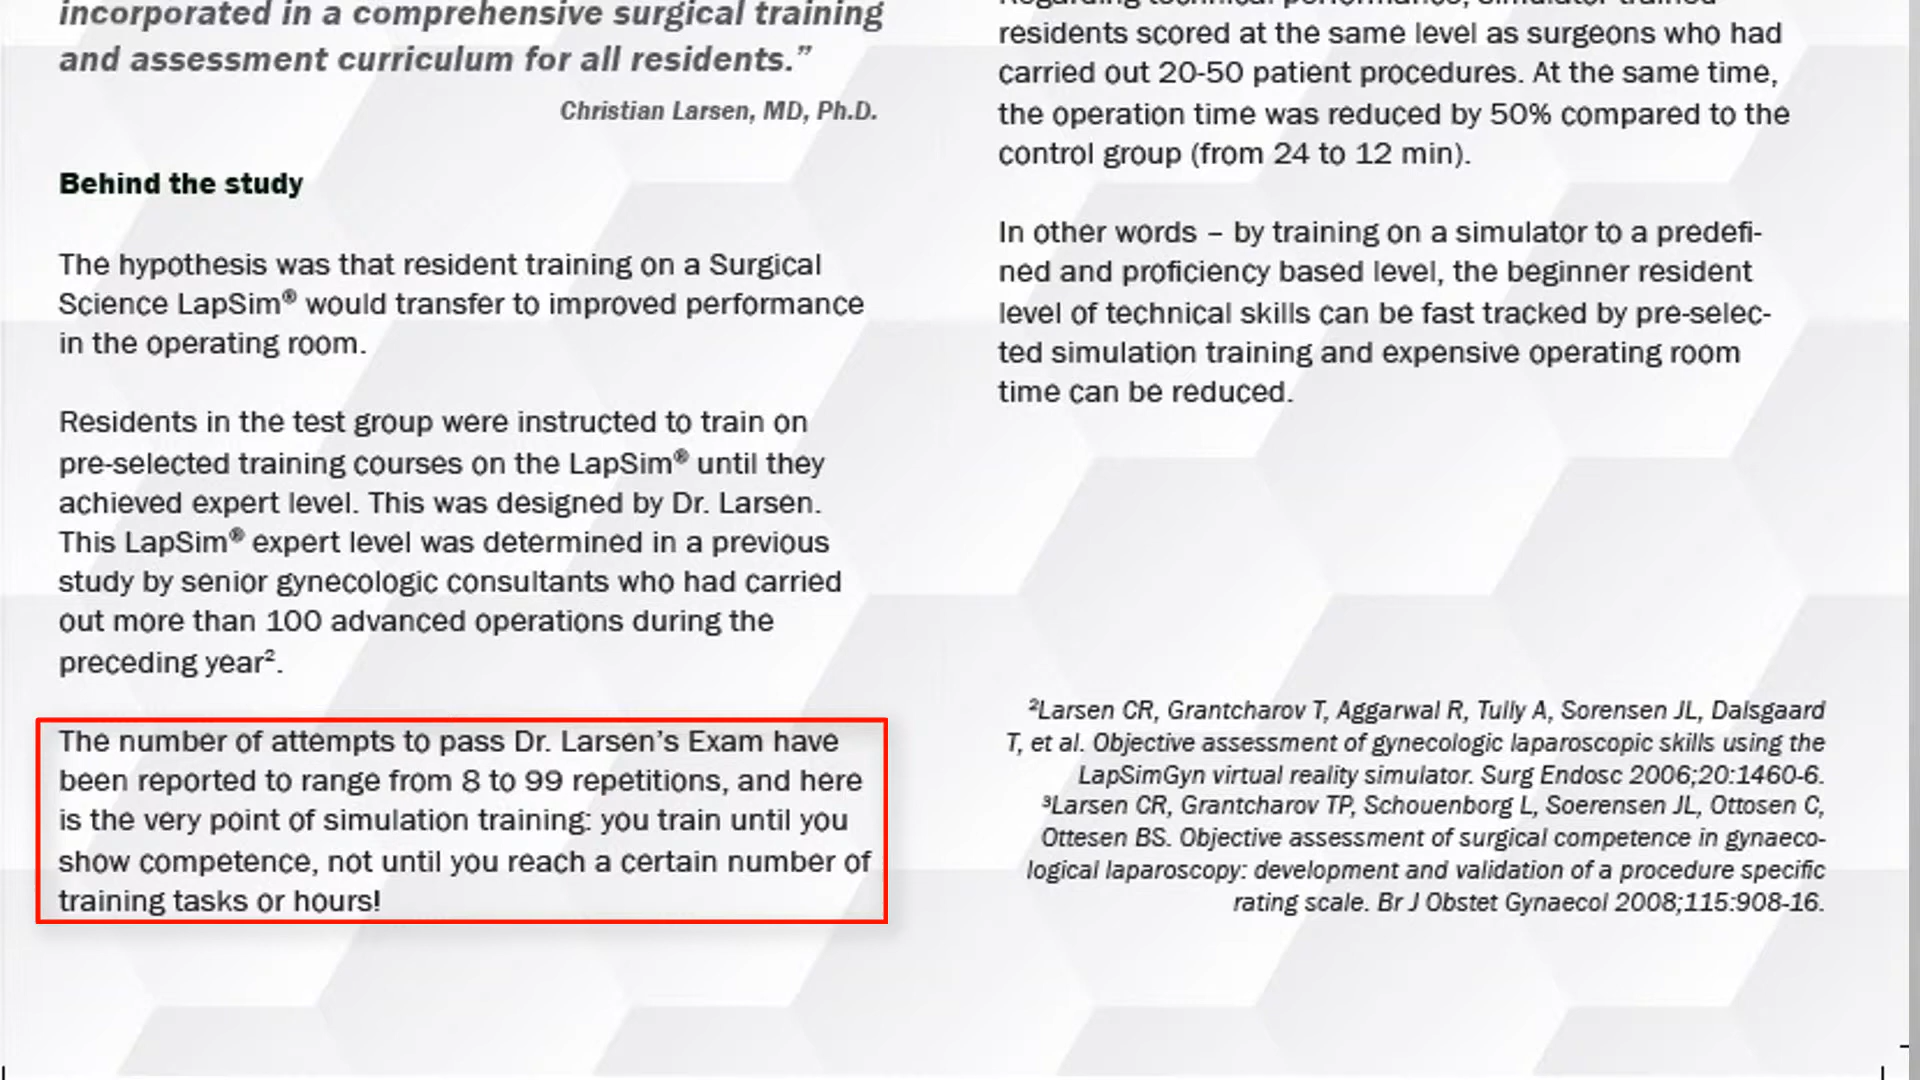 incorporated in a comprehensive surgical training
and assessment curriculum for all residents.”
Christian Larsen, MD, Ph.D.
Behind the study
The hypothesis was that resident training on a Surgical
Science LapSim® would transfer to improved performance
in the operating room.
Residents in the test group were instructed to train on
pre-selected training courses on the LapSim® until they
achieved expert level. This was designed by Dr. Larsen.
This LapSim® expert level was determined in a previous
study by senior gynecologic consultants who had carried
out more than 100 advanced operations during the
preceding year².
The number of attempts to pass Dr. Larsen’s Exam have
been reported to range from 8 to 99 repetitions, and here
is the very point of simulation training: you train until you
show competence, not until you reach a certain number of
training tasks or hours!
Regarding technical performance, simulator trained
residents scored at the same level as surgeons who had
carried out 20-50 patient procedures. At the same time,
the operation time was reduced by 50% compared to the
control group (from 24 to 12 min).
In other words – by training on a simulator to a predefi-
ned and proficiency based level, the beginner resident
level of technical skills can be fast tracked by pre-selec-
ted simulation training and expensive operating room
time can be reduced.
²Larsen CR, Grantcharov T, Aggarwal R, Tully A, Sorensen JL, Dalsgaard
T, et al. Objective assessment of gynecologic laparoscopic skills using the
LapSimGyn virtual reality simulator. Surg Endosc 2006;20:1460-6.
³Larsen CR, Grantcharov TP, Schouenborg L, Soerensen JL, Ottosen C,
Ottesen BS. Objective assessment of surgical competence in gynaeco-
logical laparoscopy: development and validation of a procedure specific
rating scale. Br J Obstet Gynaecol 2008;115:908-16.